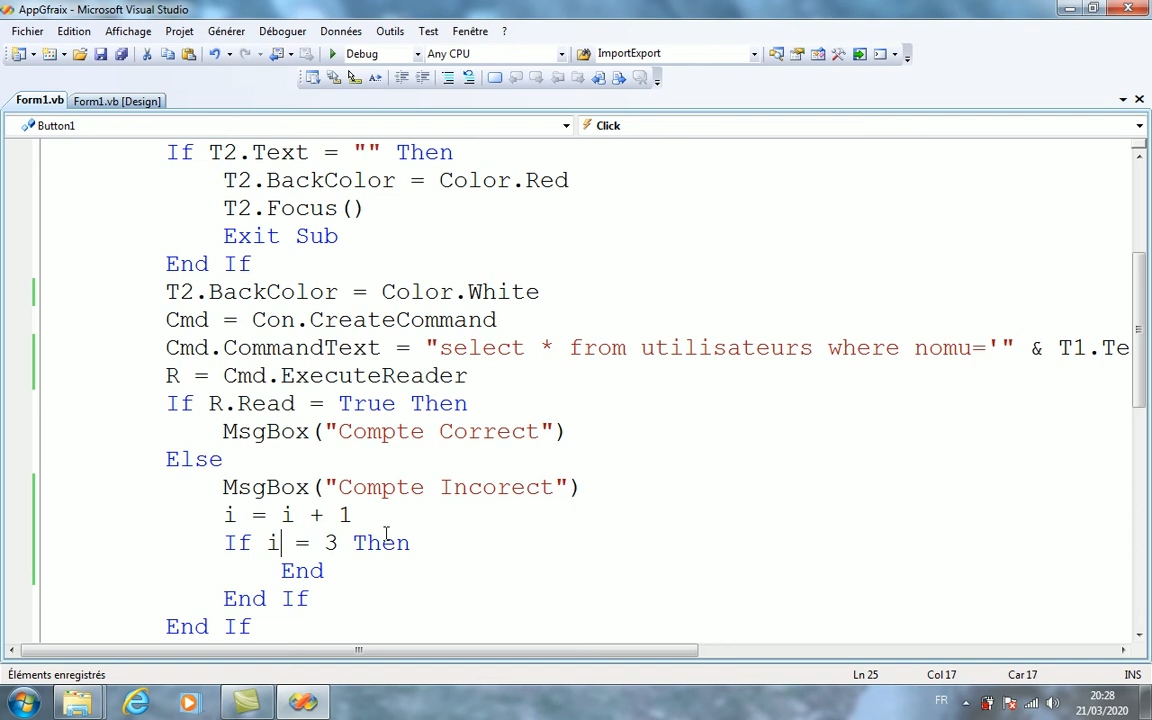 AppGfraix - Microsoft Visual Studio
Fichier Edition Affichage Projet Générer Déboguer Données Outils Test Fenêtre ?
Debug Any CPU ImportExport
Form1.vb Form1.vb [Design]
Button1 Click
If T2.Text = "" Then
T2.BackColor = Color.Red
T2.Focus()
Exit Sub
End If
T2.BackColor = Color.White
Cmd = Con.CreateCommand
Cmd.CommandText = "select * from utilisateurs where nomu='" & T1.Te
R = Cmd.ExecuteReader
If R.Read = True Then
MsgBox("Compte Correct")
Else
MsgBox("Compte Incorect")
i = i + 1
If i = 3 Then
End
End If
End If
Éléments enregistrés Ln 25 Col 17 Car 17 INS
FR 20:28
21/03/2020